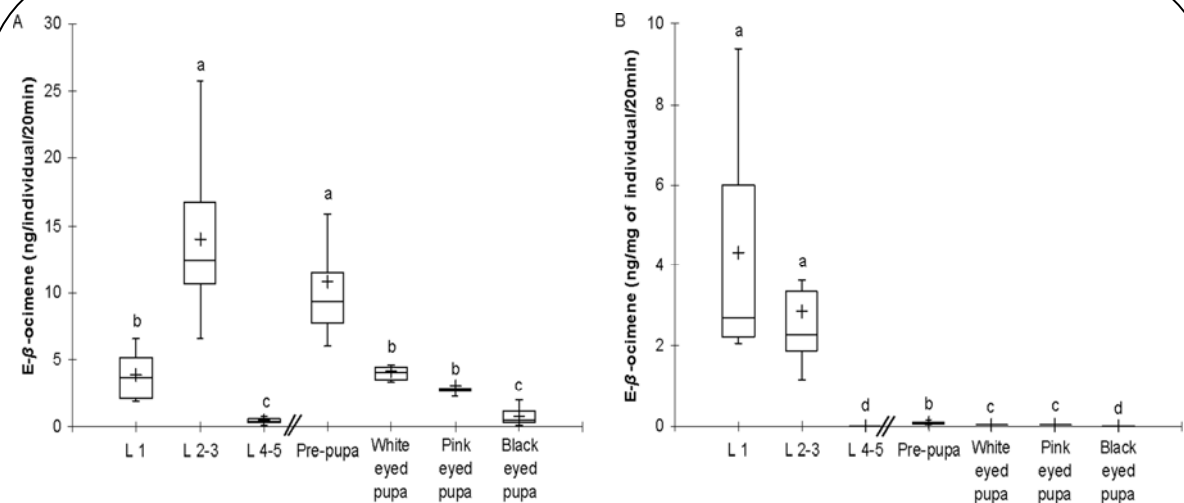 A
E-β-ocimene (ng/individual/20min)
30
25
20
15
10
5
0
b
a
c
a
b
b
c
L 1
L 2-3
L 4-5
Pre-pupa
White
eyed
pupa
Pink
eyed
pupa
Black
eyed
pupa
B
E-β-ocimene (ng/mg of individual/20min)
10
8
6
4
2
0
a
a
d
b
c
c
d
L 1
L 2-3
L 4-5
Pre-pupa
White
eyed
pupa
Pink
eyed
pupa
Black
eyed
pupa